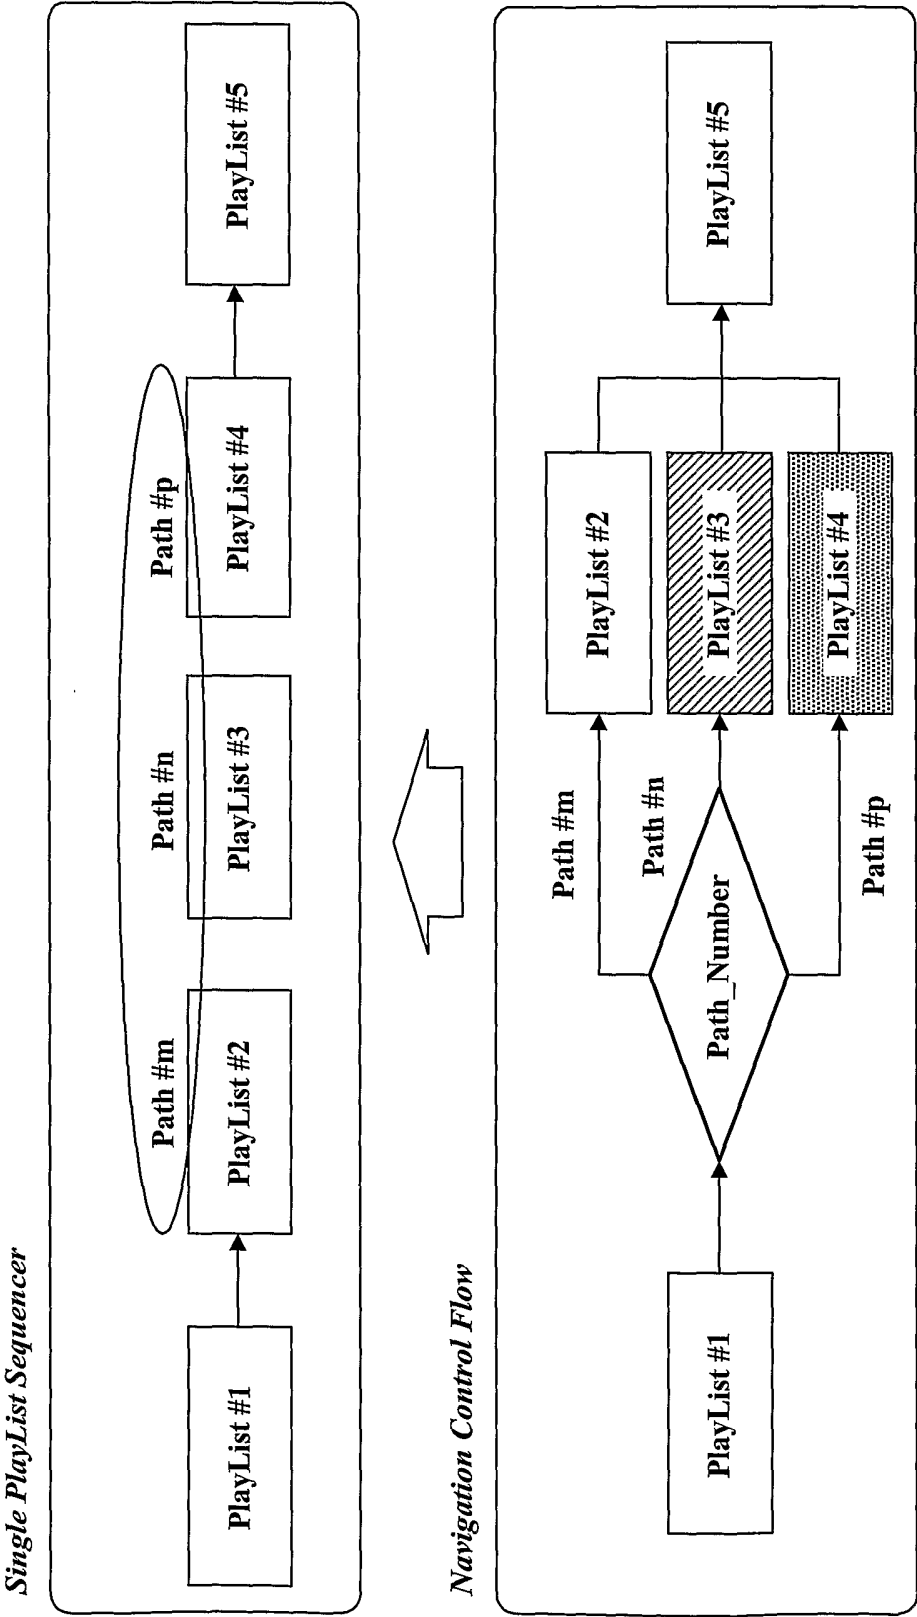 Single PlayList Sequencer
Path #m
Path #n
Path #p
PlayList #1
PlayList #2
PlayList #3
PlayList #4
PlayList #5
Navigation Control Flow
PlayList #1
Path_Number
Path #m
Path #n
Path #p
PlayList #2
PlayList #3
PlayList #4
PlayList #5